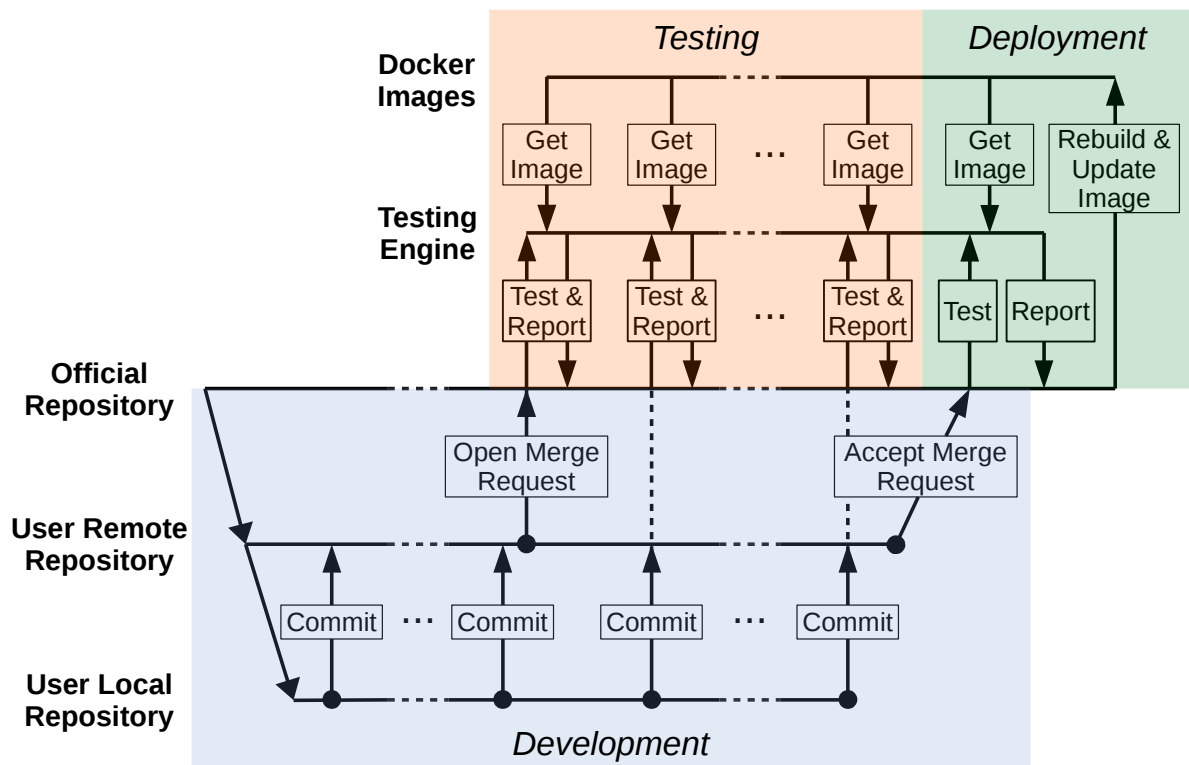 Testing
Deployment
Docker
Images
Get
Image
Get
Image
...
Get
Image
Get
Image
Rebuild &
Update
Image
Testing
Engine
Test &
Report
Test &
Report
...
Test &
Report
Test
Report
Official
Repository
Open Merge
Request
Accept Merge
Request
User Remote
Repository
Commit
...
Commit
Commit
...
Commit
User Local
Repository
Development